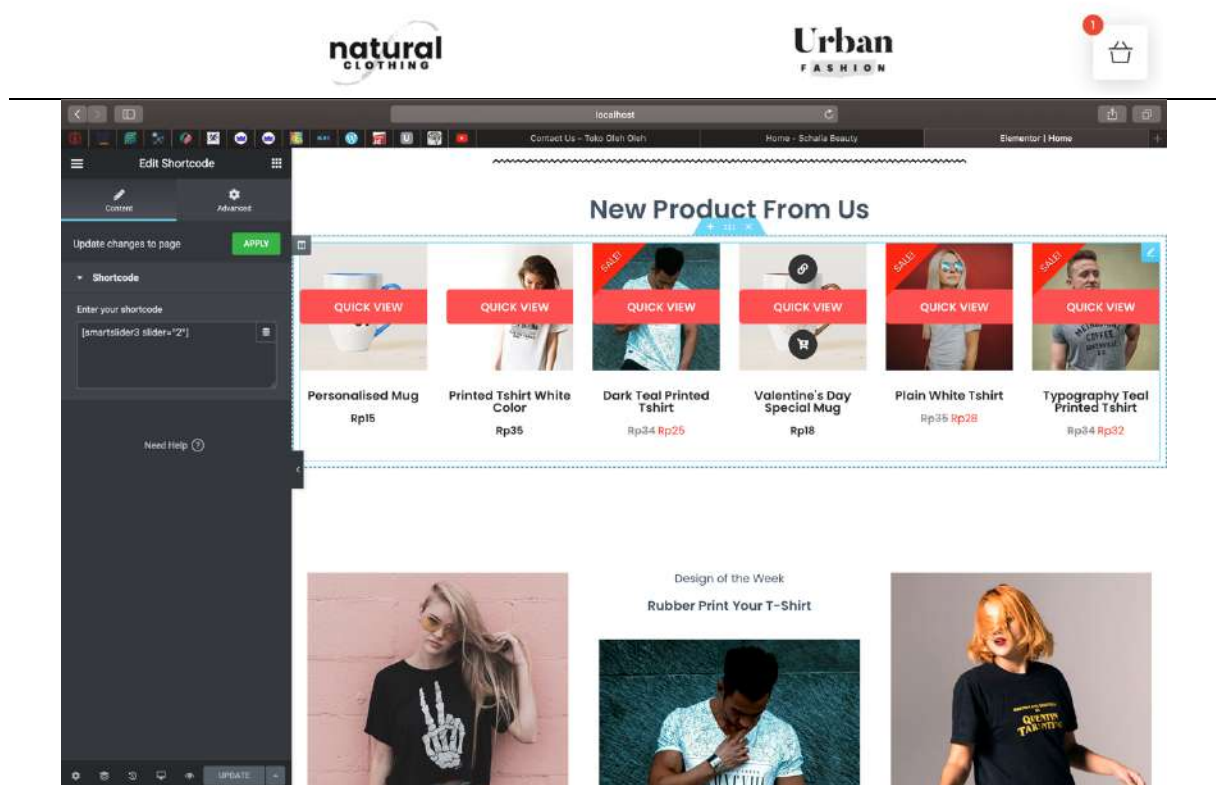 natural
CLOTHING
Urban
FASHION
1
localhost
Contact Us – Toko Oleh Oleh
Home - Schalia Beauty
Elementor | Home
Edit Shortcode
Content
Advanced
Update changes to page
APPLY
Shortcode
Enter your shortcode
[smartslider3 slider="2"]
Need Help
UPDATE
New Product From Us
SALE!
SALE!
SALE!
QUICK VIEW
QUICK VIEW
QUICK VIEW
QUICK VIEW
QUICK VIEW
QUICK VIEW
COFFEE
Personalised Mug
Rp15
Printed Tshirt White
Color
Rp35
Dark Teal Printed
Tshirt
Rp34 Rp25
Valentine's Day
Special Mug
Rp18
Plain White Tshirt
Rp35 Rp28
Typography Teal
Printed Tshirt
Rp34 Rp32
Design of the Week
Rubber Print Your T-Shirt
QUENTIN
TARANTINO